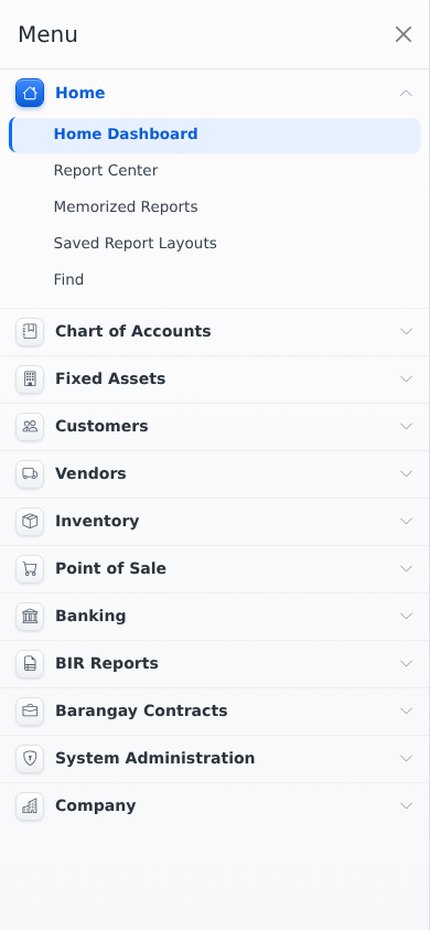 Menu
Home
Home Dashboard
Report Center
Memorized Reports
Saved Report Layouts
Find
Chart of Accounts
Fixed Assets
Customers
Vendors
Inventory
Point of Sale
Banking
BIR Reports
Barangay Contracts
System Administration
Company